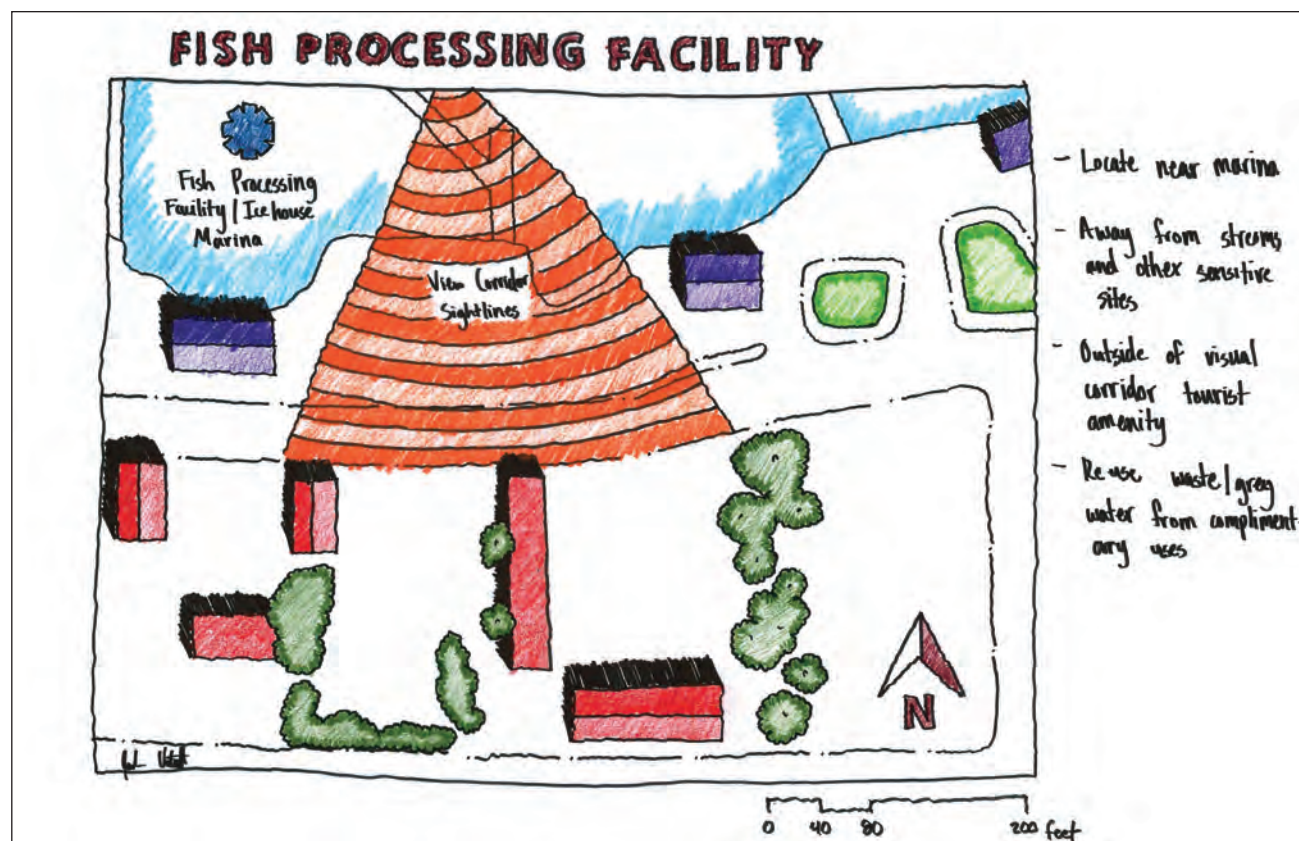 FISH PROCESSING FACILITY
Fish Processing
Facility / Ice house
Marina
View Corridor
Sightlines
- Locate near marina
- Away from streams
and other sensitive
sites
- Outside of visual
corridor tourist
amenity
- Re use waste/grey
water from compliment-
ary uses
N
0 40 80 200 feet